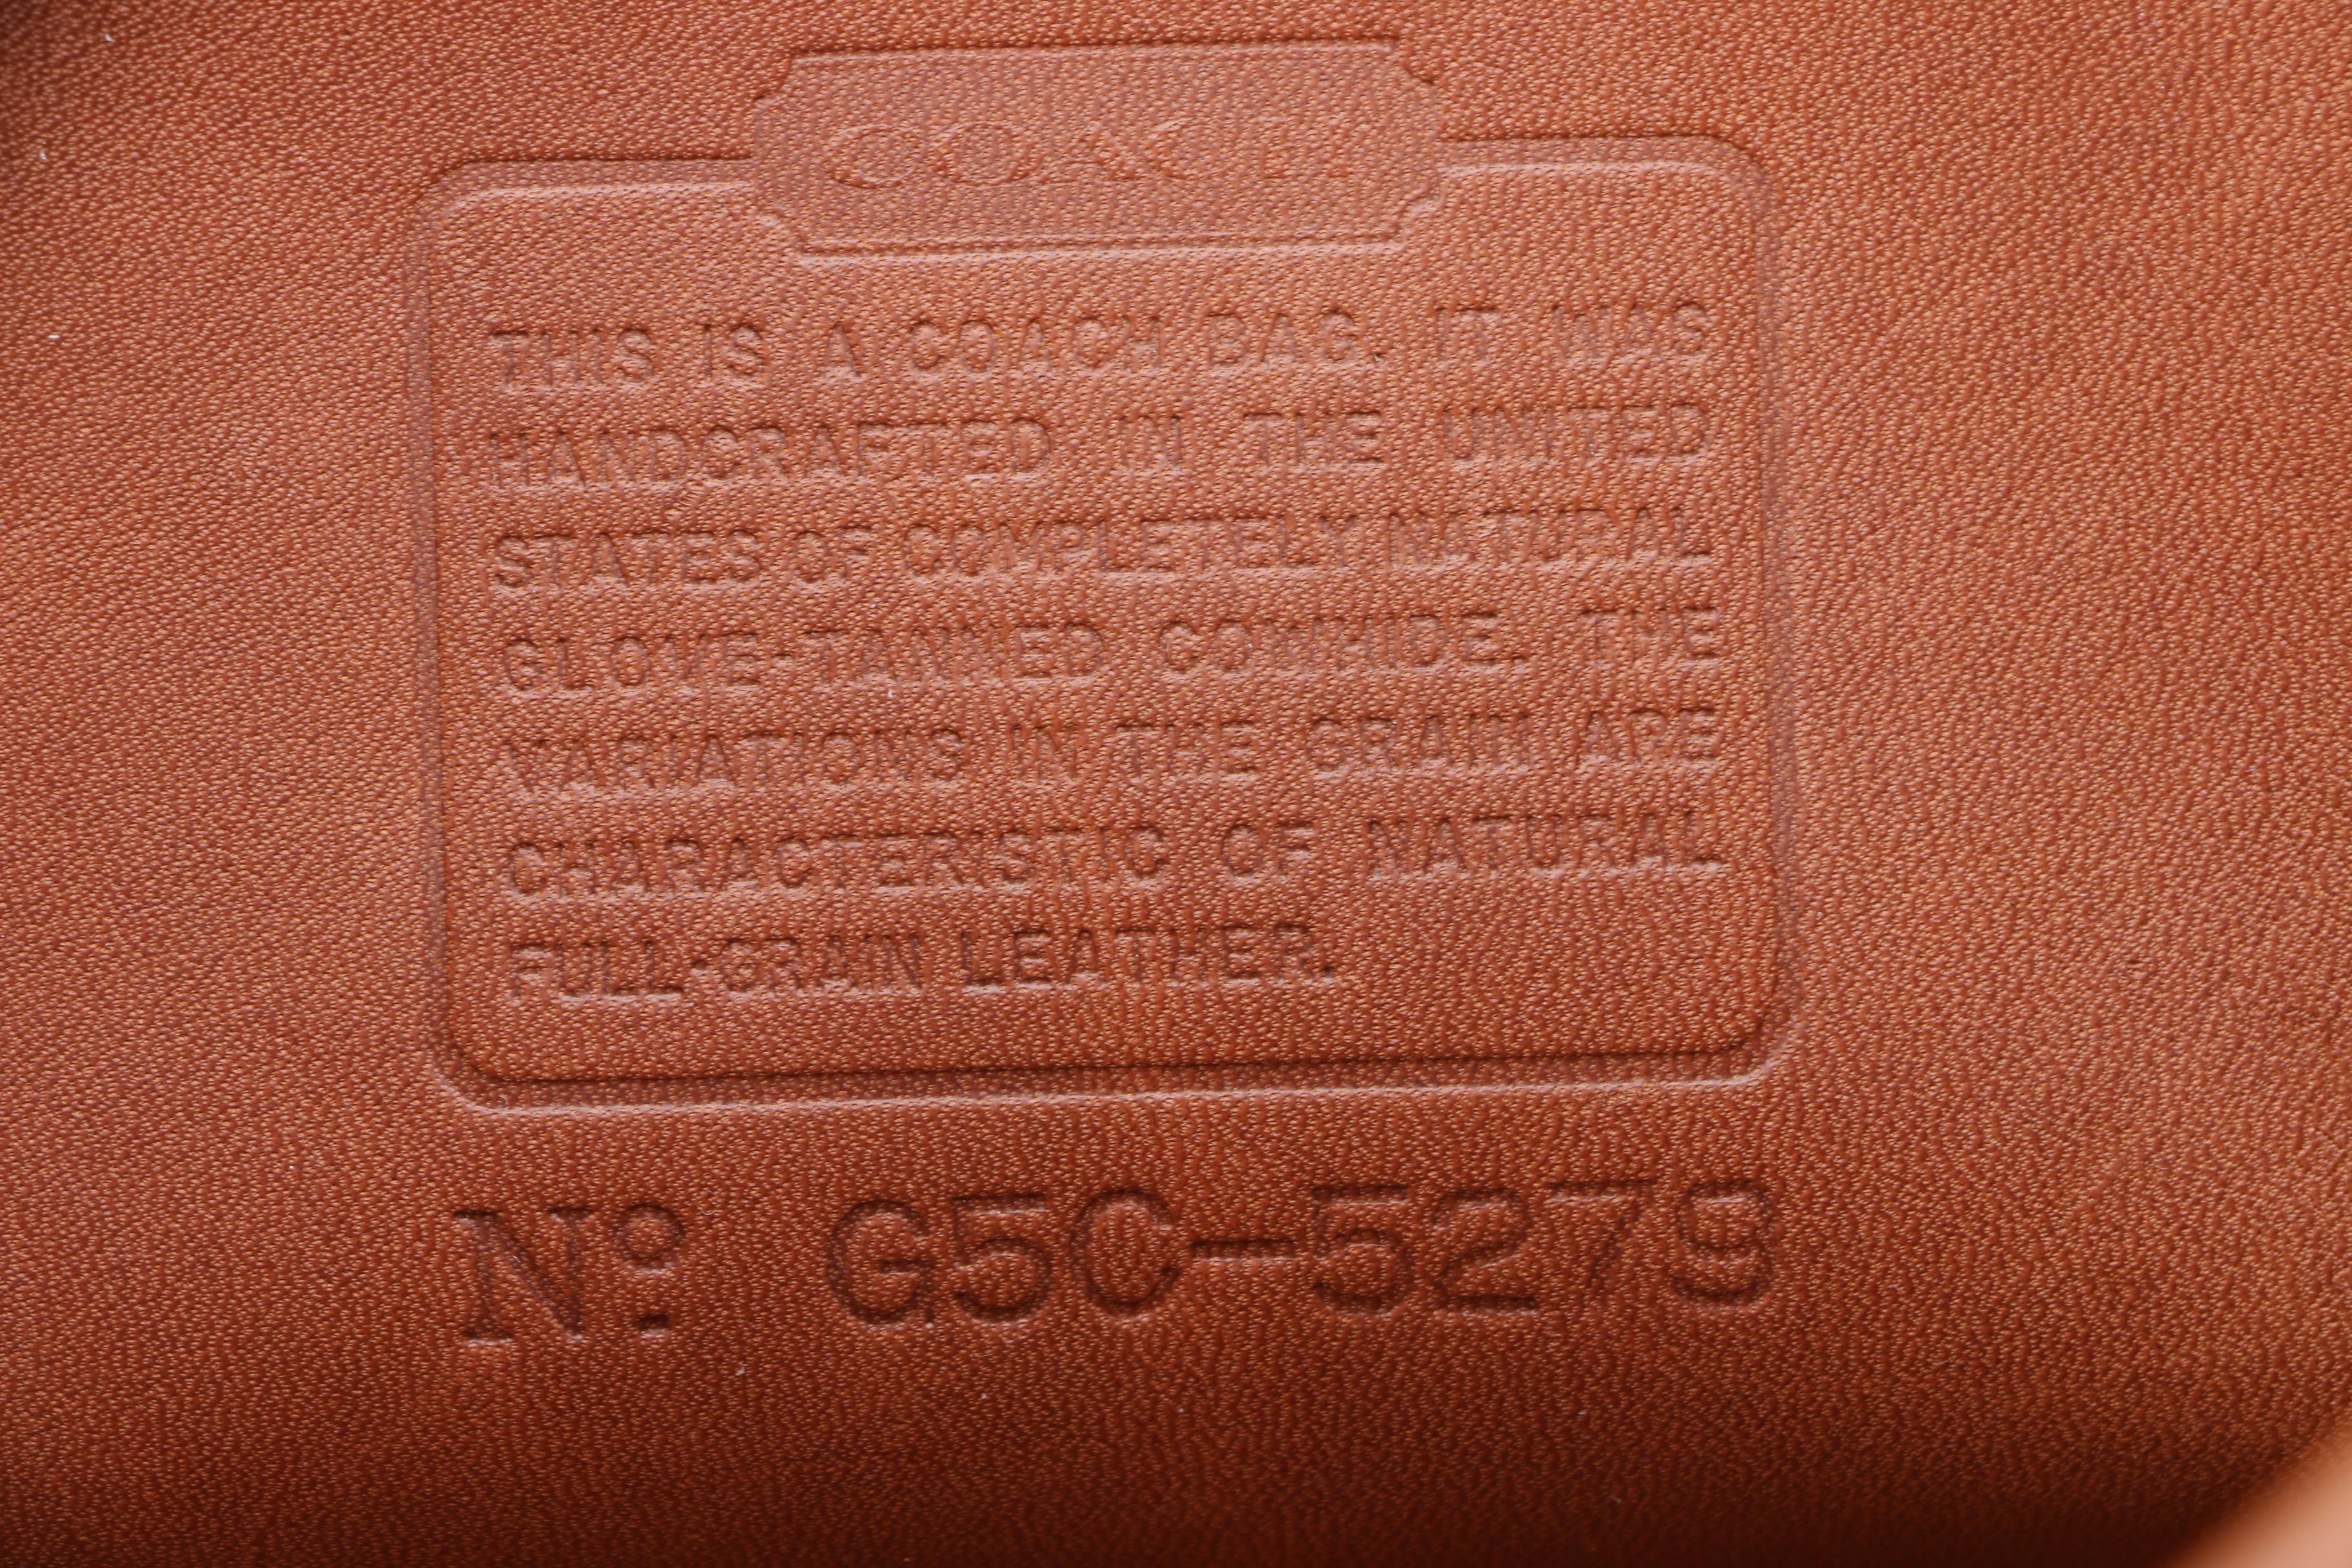 COACH
THIS IS A COACH BAG. IT WAS
HANDCRAFTED IN THE UNITED
STATES OF COMPLETELY NATURAL
GLOVE-TANNED COWHIDE. THE
VARIATIONS IN THE GRAIN ARE
CHARACTERISTIC OF NATURAL
FULL-GRAIN LEATHER.
Nº G5C-5279